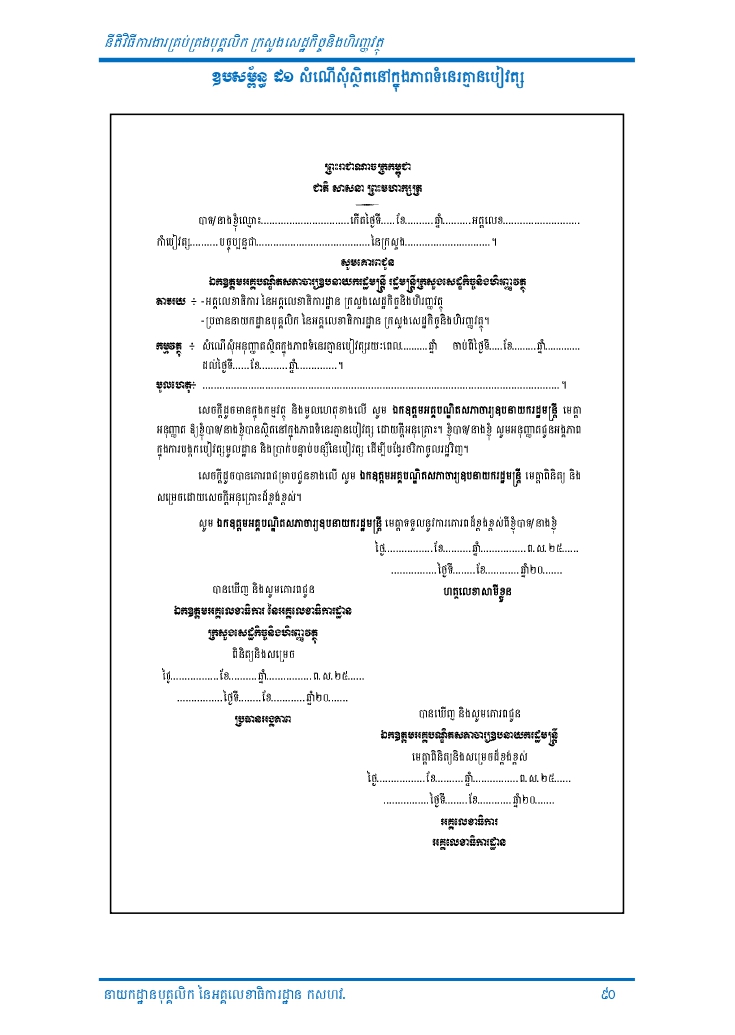 នីតិវិធីការងារគ្រប់គ្រងបុគ្គលិក ក្រសួងសេដ្ឋកិច្ចនិងហិរញ្ញវត្ថុ
ឧបសម្ព័ន្ធ ដ១ សំណើសុំស្ថិតនៅក្នុងភាពទំនេរគ្មានបៀវត្ស
ព្រះរាជាណាចក្រកម្ពុជា
ជាតិ សាសនា ព្រះមហាក្សត្រ
បាទ/នាងខ្ញុំឈ្មោះ...............................កើតថ្ងៃទី.....ខែ..........ឆ្នាំ..........អត្តលេខ...........................
កាំបៀវត្ស..........បច្ចុប្បន្នជា........................................នៃក្រសួង..............................។
សូមគោរពជូន
ឯកឧត្តមអគ្គបណ្ឌិតសភាចារ្យឧបនាយករដ្ឋមន្ត្រី រដ្ឋមន្ត្រីក្រសួងសេដ្ឋកិច្ចនិងហិរញ្ញវត្ថុ
តាមរយៈ ÷ -អគ្គលេខាធិការ នៃអគ្គលេខាធិការដ្ឋាន ក្រសួងសេដ្ឋកិច្ចនិងហិរញ្ញវត្ថុ
-ប្រធាននាយកដ្ឋានបុគ្គលិក នៃអគ្គលេខាធិការដ្ឋាន ក្រសួងសេដ្ឋកិច្ចនិងហិរញ្ញវត្ថុ។
កម្មវត្ថុ ÷ សំណើសុំអនុញ្ញាតស្ថិតក្នុងភាពទំនេរគ្មានបៀវត្សរយៈពេល..........ឆ្នាំ ចាប់ពីថ្ងៃទី.....ខែ.........ឆ្នាំ............
ដល់ថ្ងៃទី......ខែ..........ឆ្នាំ..............។
មូលហេតុ÷ ..............................................................................................................................។
សេចក្តីដូចមានក្នុងកម្មវត្ថុ និងមូលហេតុខាងលើ សូម ឯកឧត្តមអគ្គបណ្ឌិតសភាចារ្យឧបនាយករដ្ឋមន្ត្រី មេត្តា
អនុញ្ញាត ឱ្យខ្ញុំបាទ/នាងខ្ញុំបានស្ថិតនៅក្នុងភាពទំនេរគ្មានបៀវត្ស ដោយក្តីអនុគ្រោះ។ ខ្ញុំបាទ/នាងខ្ញុំ សូមអនុញ្ញាតជូនអង្គភាព
ក្នុងការបង្កកបៀវត្សមូលដ្ឋាន និងប្រាក់បន្ទាប់បន្សំនៃបៀវត្ស ដើម្បីបង្វែរថវិកាចូលរដ្ឋវិញ។
សេចក្តីដូចបានគោរពជម្រាបជូនខាងលើ សូម ឯកឧត្តមអគ្គបណ្ឌិតសភាចារ្យឧបនាយករដ្ឋមន្ត្រី មេត្តាពិនិត្យ និង
សម្រេចដោយសេចក្តីអនុគ្រោះដ៏ខ្ពង់ខ្ពស់។
សូម ឯកឧត្តមអគ្គបណ្ឌិតសភាចារ្យឧបនាយករដ្ឋមន្ត្រី មេត្តាទទួលនូវការគោរពដ៏ខ្ពង់ខ្ពស់ពីខ្ញុំបាទ/នាងខ្ញុំ
ថ្ងៃ.................ខែ..........ឆ្នាំ................ព.ស.២៥......
................ថ្ងៃទី........ខែ............ឆ្នាំ២០.......
ហត្ថលេខាសាមីខ្លួន
បានឃើញ និងសូមគោរពជូន
ឯកឧត្តមអគ្គលេខាធិការ នៃអគ្គលេខាធិការដ្ឋាន
ក្រសួងសេដ្ឋកិច្ចនិងហិរញ្ញវត្ថុ
ពិនិត្យនិងសម្រេច
ថ្ងៃ.................ខែ..........ឆ្នាំ................ព.ស.២៥......
................ថ្ងៃទី........ខែ............ឆ្នាំ២០.......
ប្រធានអង្គភាព
បានឃើញ និងសូមគោរពជូន
ឯកឧត្តមអគ្គបណ្ឌិតសភាចារ្យឧបនាយករដ្ឋមន្ត្រី
មេត្តាពិនិត្យនិងសម្រេចដ៏ខ្ពង់ខ្ពស់
ថ្ងៃ.................ខែ..........ឆ្នាំ................ព.ស.២៥......
................ថ្ងៃទី........ខែ............ឆ្នាំ២០.......
អគ្គលេខាធិការ
អគ្គលេខាធិការដ្ឋាន
នាយកដ្ឋានបុគ្គលិក នៃអគ្គលេខាធិការដ្ឋាន កសហវ. ៩០